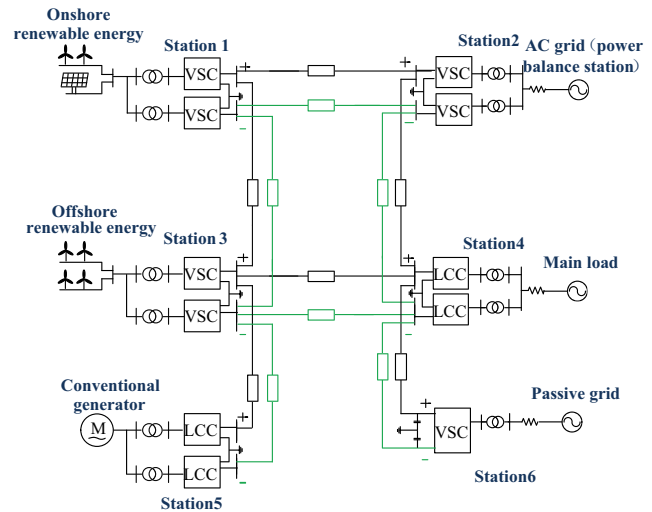 Onshore
renewable energy
Station 1
+
VSC
VSC
−
Station2
AC grid（power
balance station）
+
VSC
VSC
−
Offshore
renewable energy
Station 3
+
VSC
VSC
−
Station4
Main load
+
LCC
LCC
−
Conventional
generator
M
+
LCC
LCC
−
Station5
Passive grid
+
VSC
−
Station6